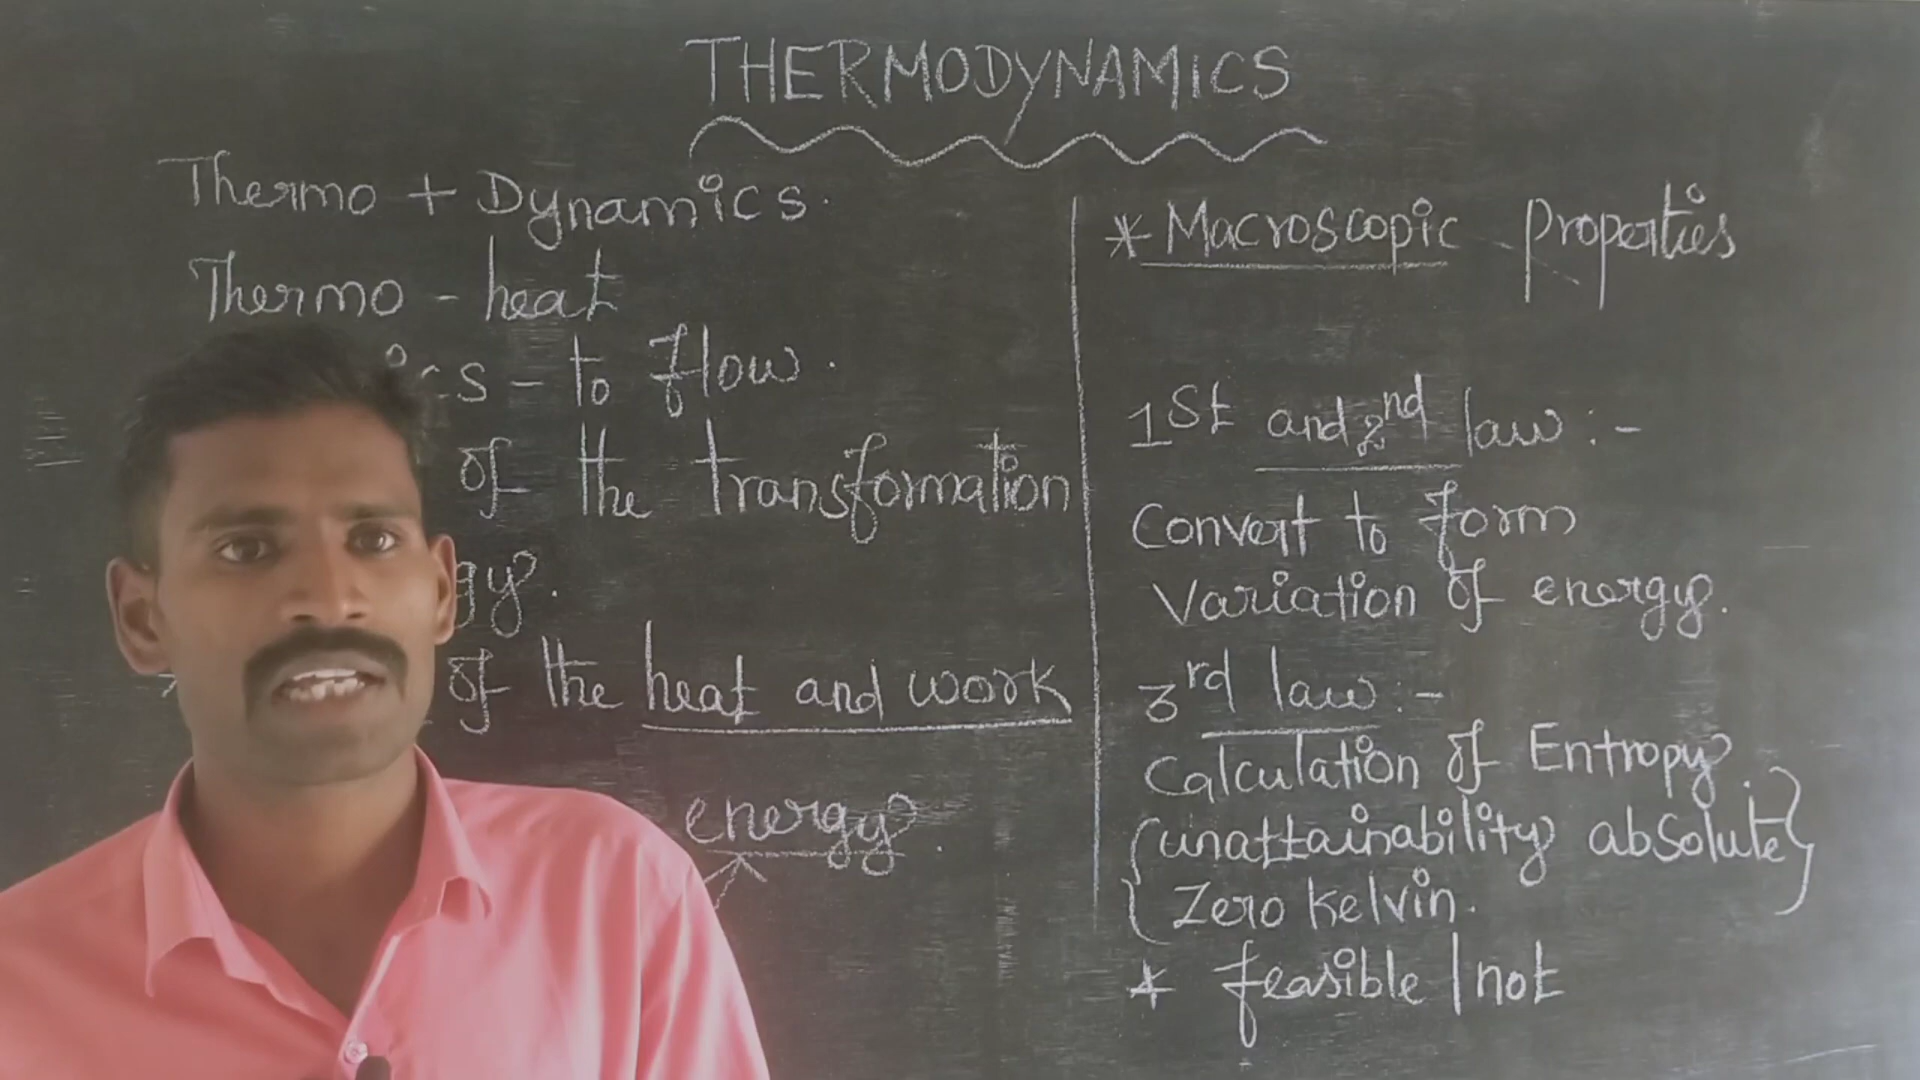 THERMODYNAMICS
Thermo + Dynamics.
Thermo - heat
ics - to flow.
of the transformation
gy.
of the heat and work
energy.
* Macroscopic properties
1st and 2nd law :-
Convert to form
Variation of energy.
3rd law :-
Calculation of Entropy.
{unattainability absolute}
Zero Kelvin.
* feasible / not